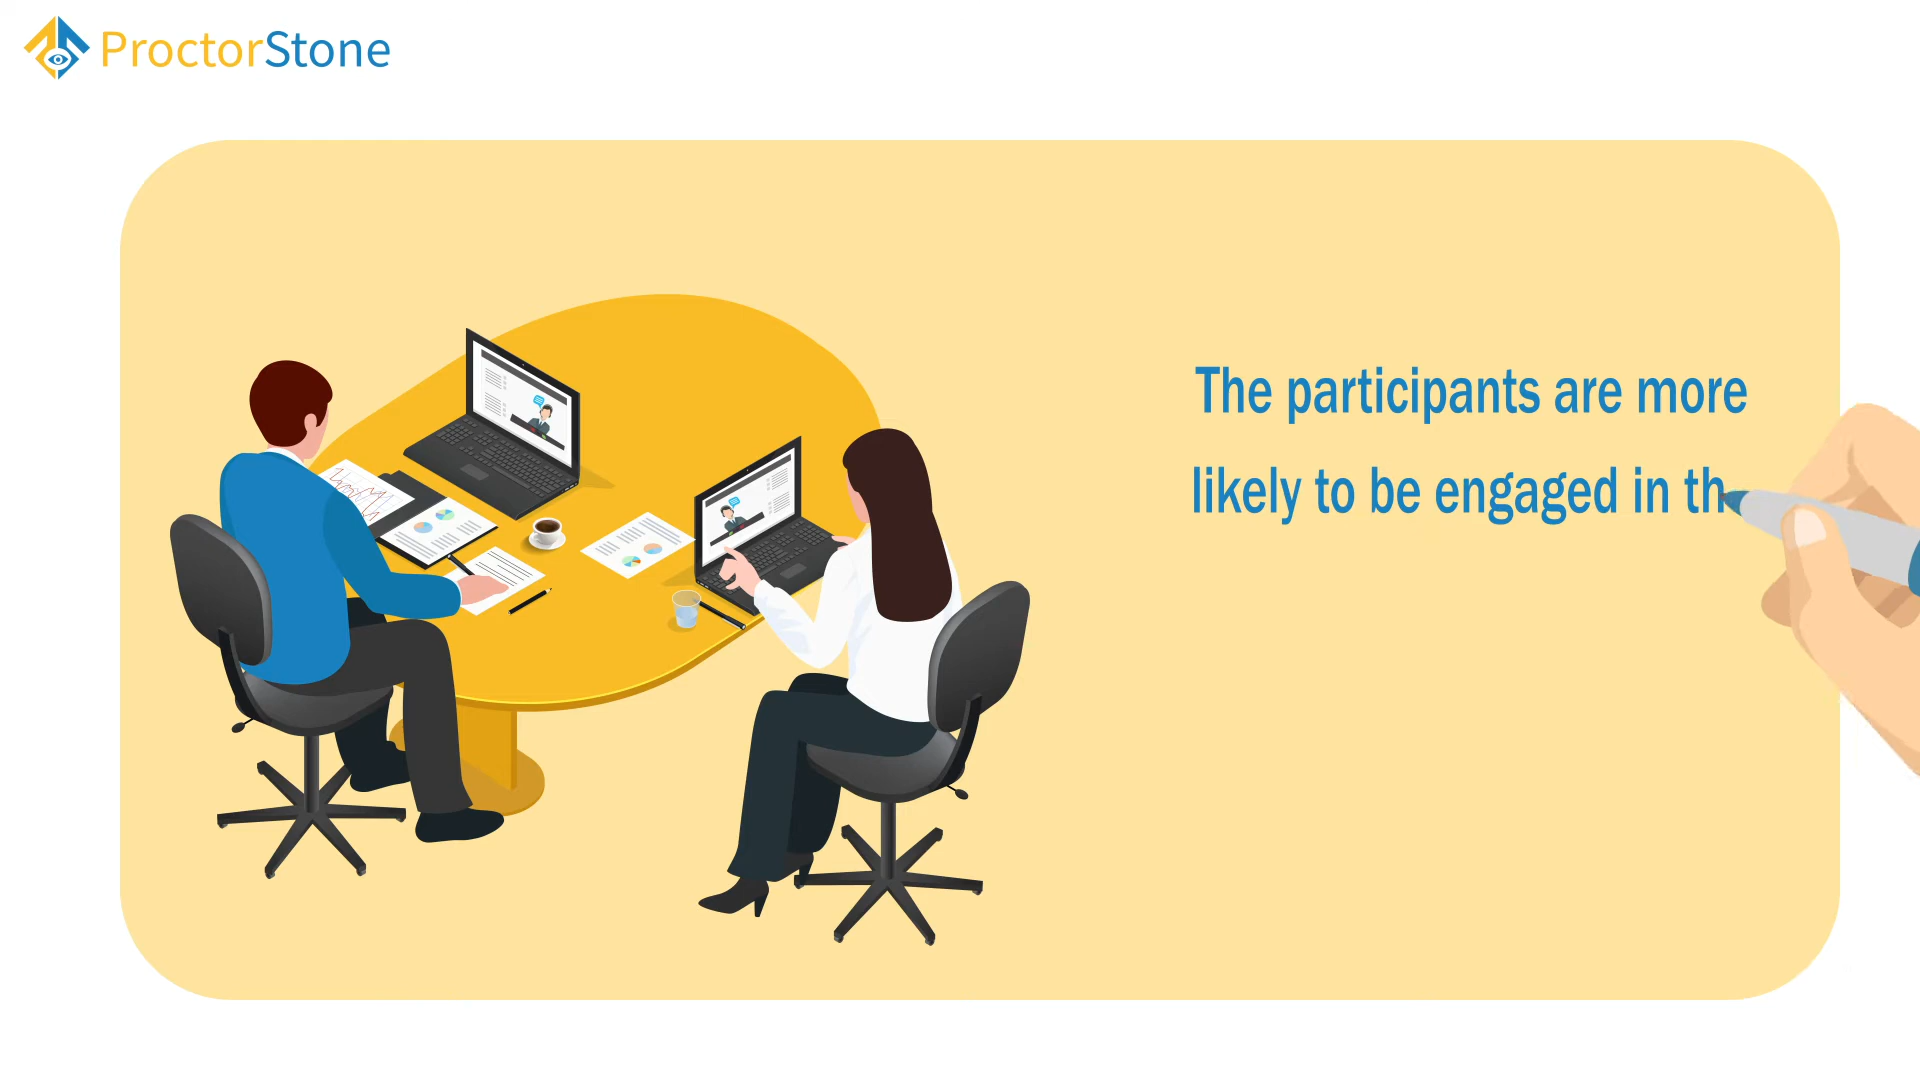 ProctorStone
The participants are more
likely to be engaged in th